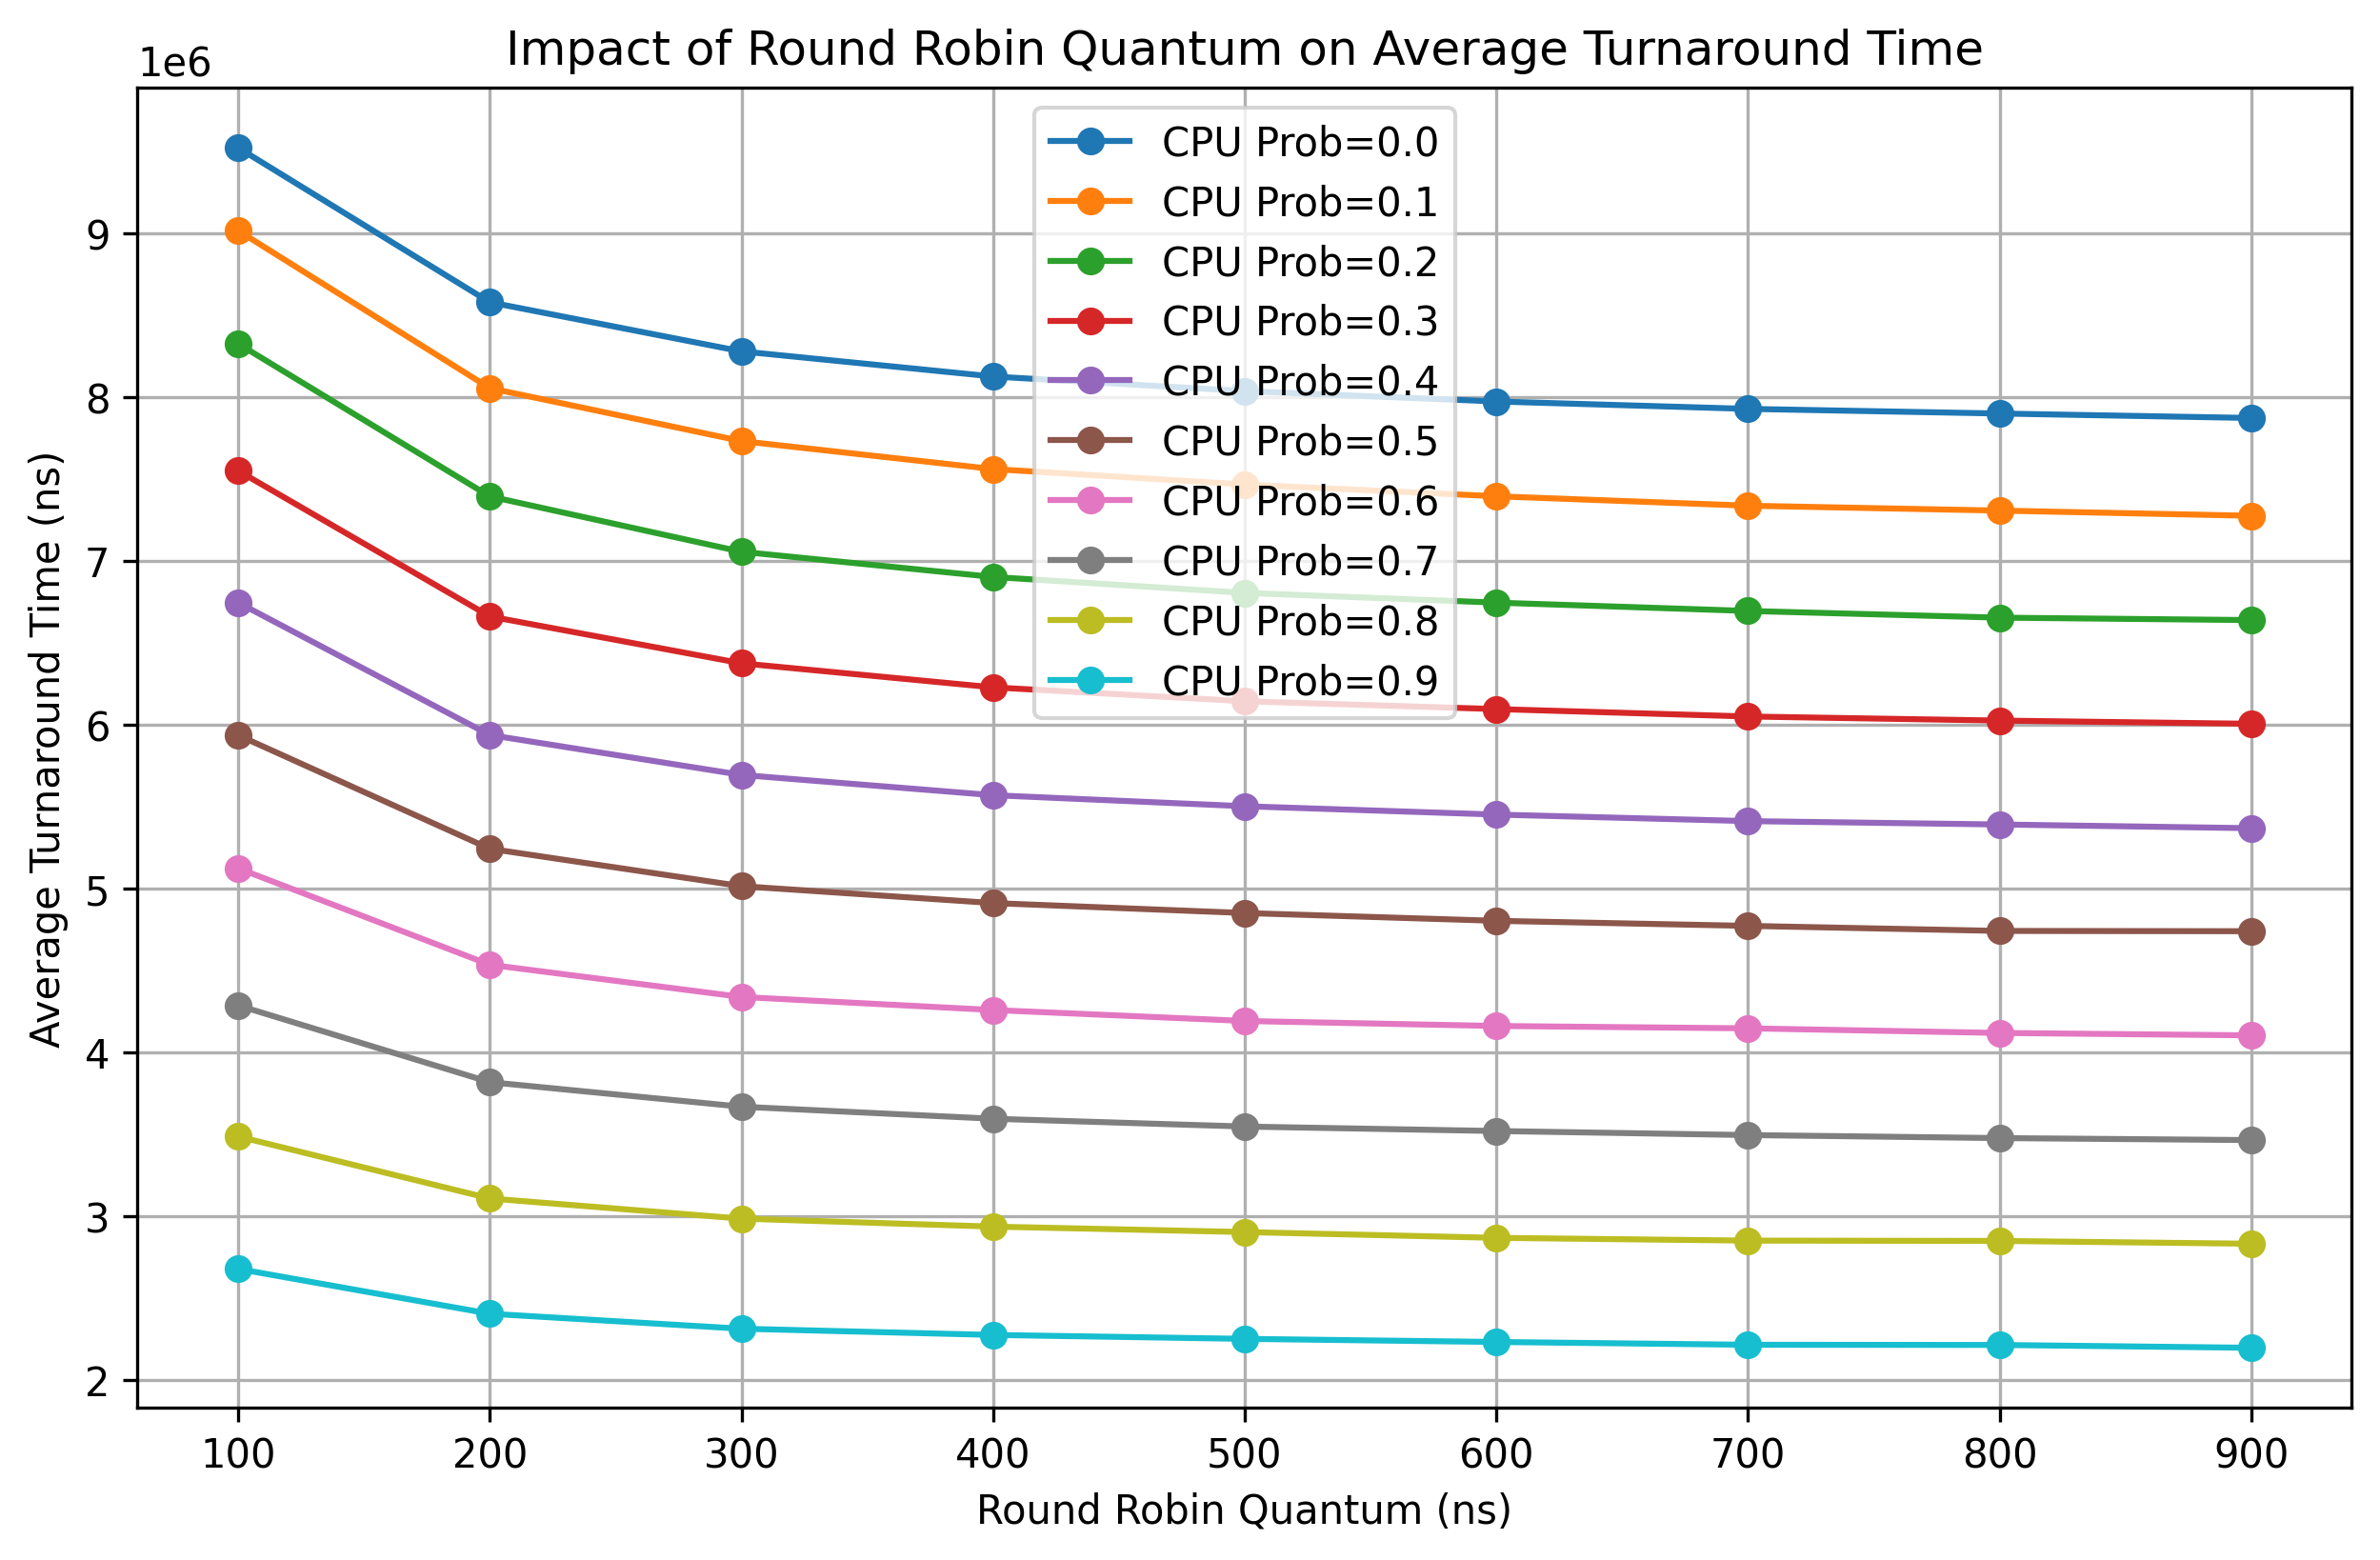 Impact of Round Robin Quantum on Average Turnaround Time
1e6
Average Turnaround Time (ns)
9
8
7
6
5
4
3
2
CPU Prob=0.0
CPU Prob=0.1
CPU Prob=0.2
CPU Prob=0.3
CPU Prob=0.4
CPU Prob=0.5
CPU Prob=0.6
CPU Prob=0.7
CPU Prob=0.8
CPU Prob=0.9
100 200 300 400 500 600 700 800 900
Round Robin Quantum (ns)